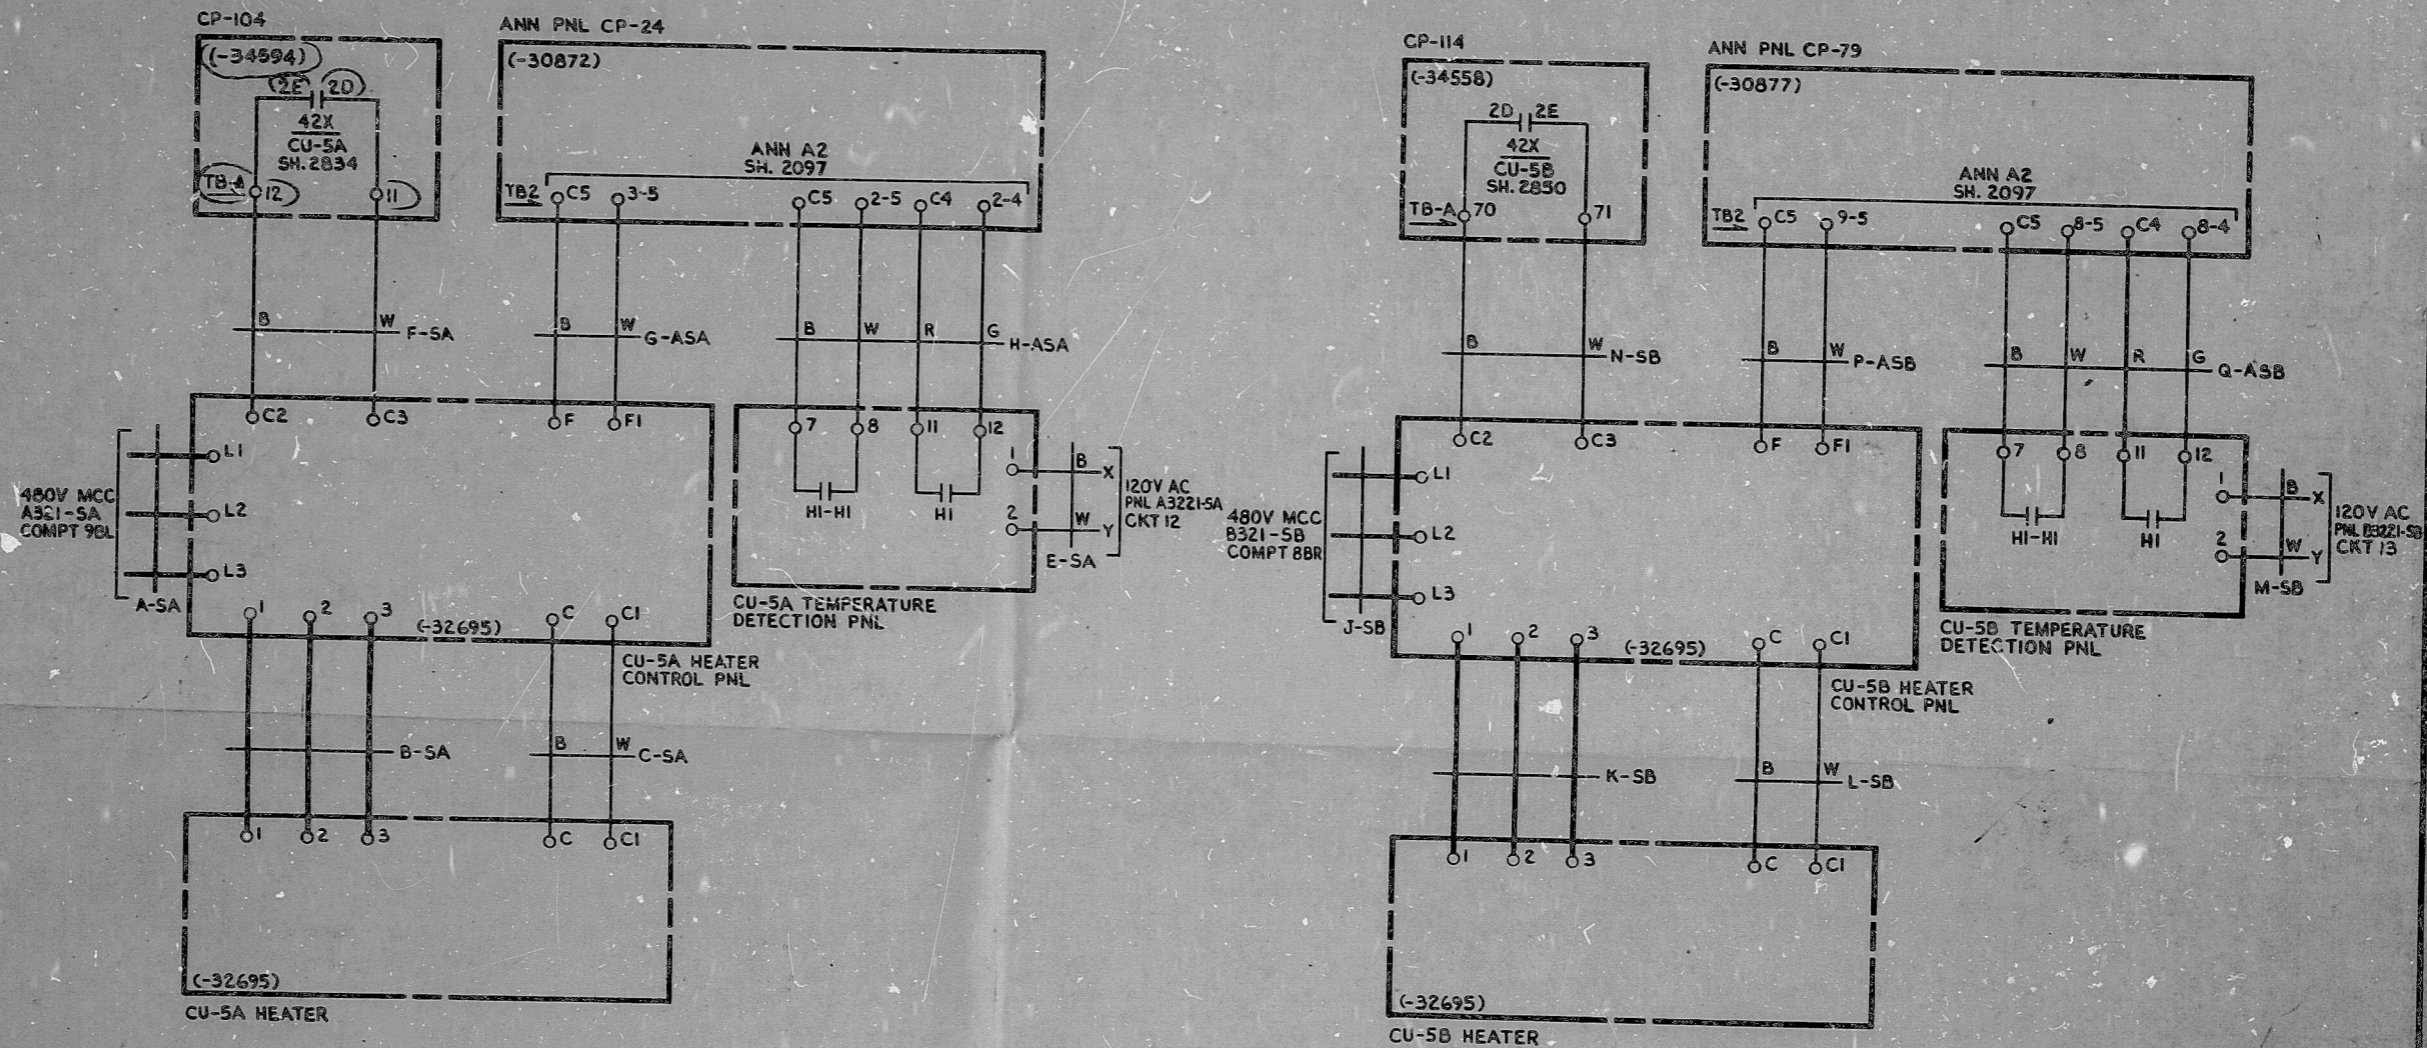 CP-104
(-34594)
2E 2D
42X
CU-5A
SH.2834
TB-A
12
11
B
W
F-SA
ANN PNL CP-24
(-30872)
ANN A2
SH. 2097
TB2
C5
3-5
C5
2-5
C4
2-4
B
W
G-ASA
B
W
R
G
H-ASA
C2
C3
F
F1
L1
L2
L3
480V MCC
A321-SA
COMPT 9BL
A-SA
1
2
3
(-32695)
C
C1
CU-5A HEATER
CONTROL PNL
7
8
11
12
HI-HI
HI
1
2
B
X
W
Y
E-SA
120V AC
PNL A3221-SA
CKT 12
CU-5A TEMPERATURE
DETECTION PNL
B-SA
B
W
C-SA
1
2
3
C
C1
(-32695)
CU-5A HEATER
CP-114
(-34558)
2D 2E
42X
CU-5B
SH.2850
TB-A
70
71
B
W
N-SB
ANN PNL CP-79
(-30877)
ANN A2
SH. 2097
TB2
C5
9-5
C5
8-5
C4
8-4
B
W
P-ASB
B
W
R
G
Q-ASB
C2
C3
F
F1
L1
L2
L3
480V MCC
B321-SB
COMPT 8BR
J-SB
1
2
3
(-32695)
C
C1
CU-5B HEATER
CONTROL PNL
7
8
11
12
HI-HI
HI
1
2
B
X
W
Y
M-SB
120V AC
PNL B3221-SB
CKT 13
CU-5B TEMPERATURE
DETECTION PNL
K-SB
B
W
L-SB
1
2
3
C
C1
(-32695)
CU-5B HEATER